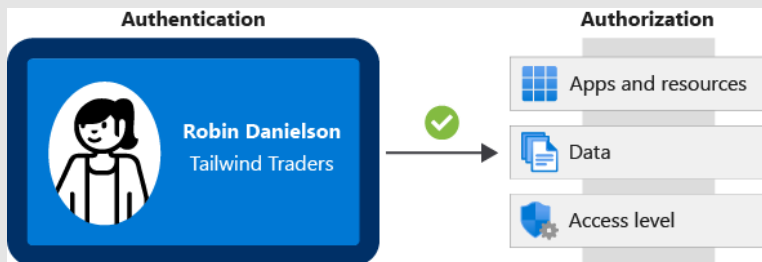 Authentication
Authorization
Robin Danielson
Tailwind Traders
Apps and resources
Data
Access level